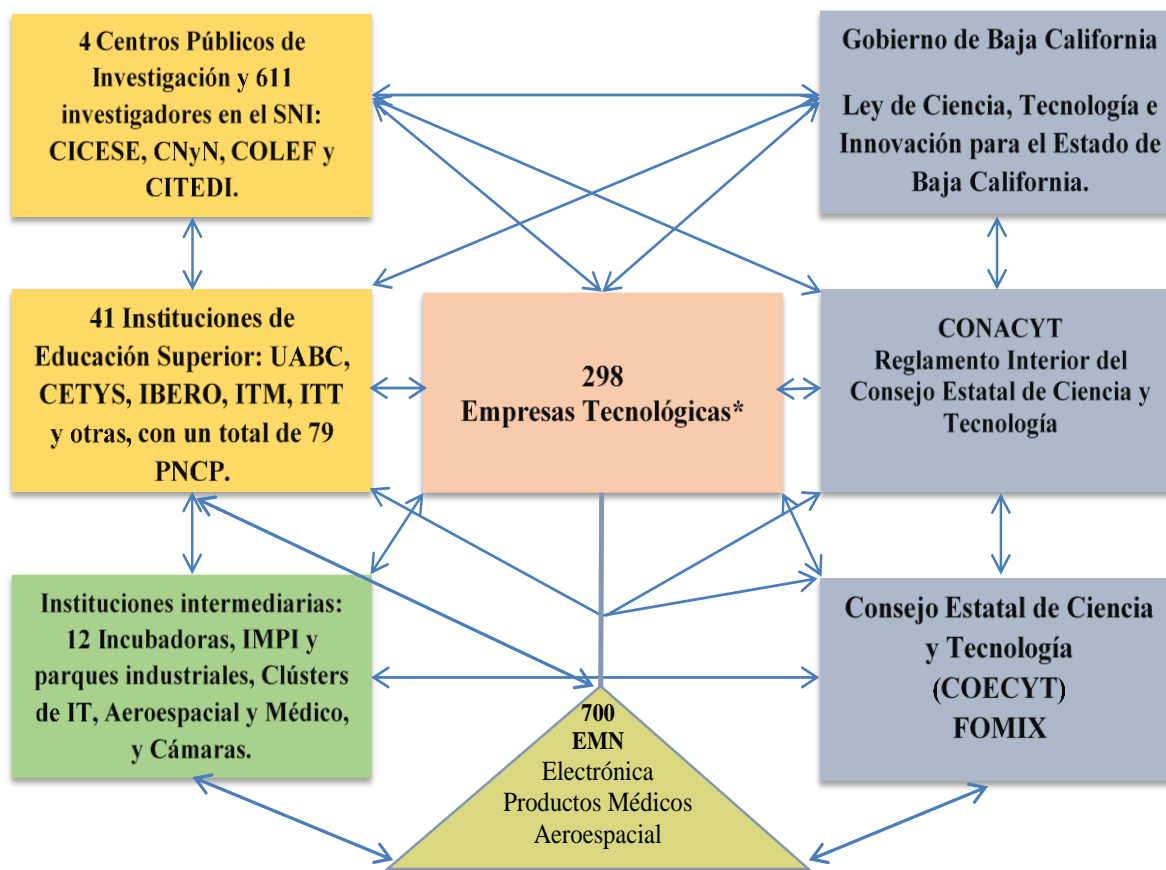 4 Centros Públicos de
Investigación y 611
investigadores en el SNI:
CICESE, CNyN, COLEF y
CITEDI.
Gobierno de Baja California
Ley de Ciencia, Tecnología e
Innovación para el Estado de
Baja California.
41 Instituciones de
Educación Superior: UABC,
CETYS, IBERO, ITM, ITT
y otras, con un total de 79
PNCP.
298
Empresas Tecnológicas*
CONACYT
Reglamento Interior del
Consejo Estatal de Ciencia y
Tecnología
Instituciones intermediarias:
12 Incubadoras, IMPI y
parques industriales, Clústers
de IT, Aeroespacial y Médico,
y Cámaras.
700
EMN
Electrónica
Productos Médicos
Aeroespacial
Consejo Estatal de Ciencia
y Tecnología
(COECYT)
FOMIX